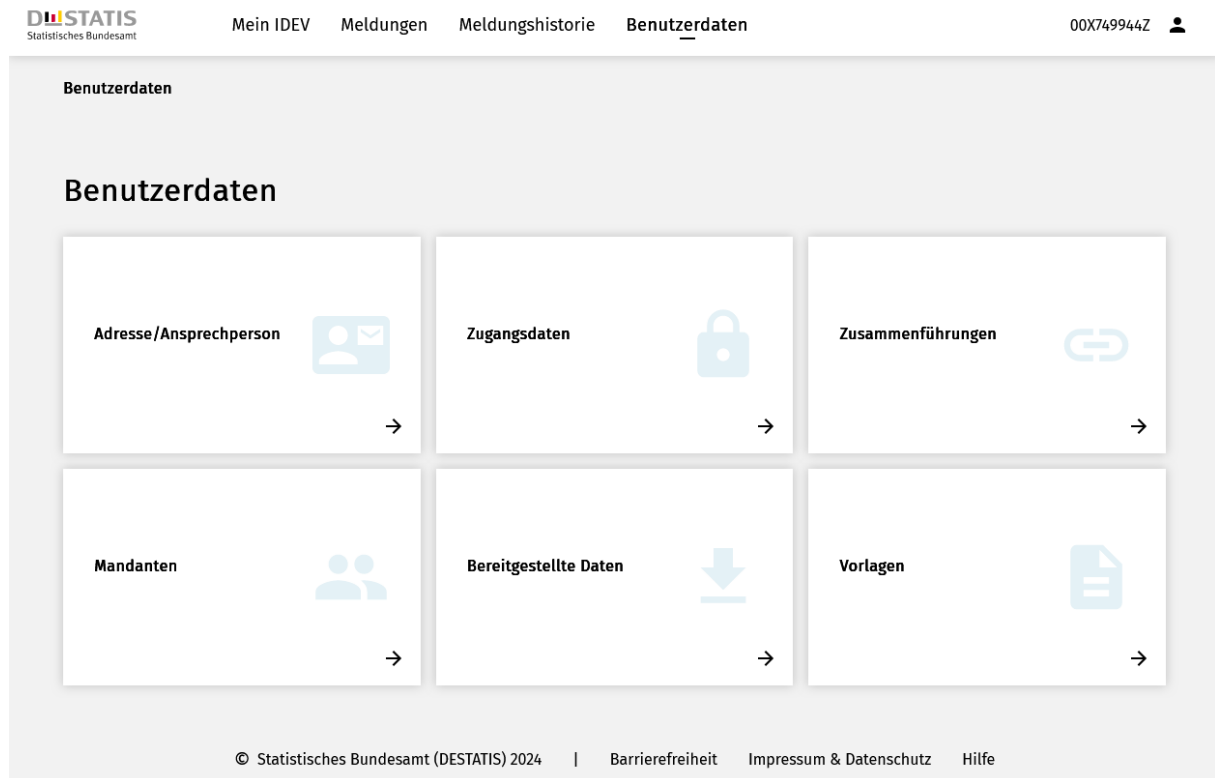 DESTATIS
Statistisches Bundesamt
Mein IDEV Meldungen Meldungshistorie Benutzerdaten 00X749944Z
Benutzerdaten
Benutzerdaten
Adresse/Ansprechperson Zugangsdaten Zusammenführungen
Mandanten Bereitgestellte Daten Vorlagen
© Statistisches Bundesamt (DESTATIS) 2024 | Barrierefreiheit Impressum & Datenschutz Hilfe